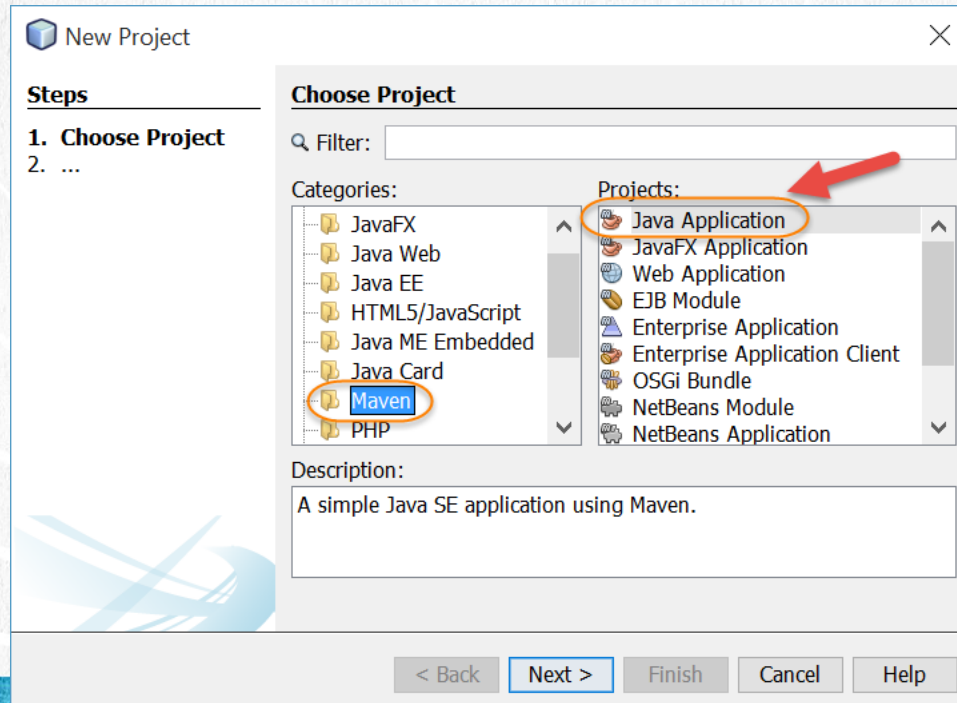 New Project
Steps
1. Choose Project
2. ...
Choose Project
Filter:
Categories:
JavaFX
Java Web
Java EE
HTML5/JavaScript
Java ME Embedded
Java Card
Maven
PHP
Projects:
Java Application
JavaFX Application
Web Application
EJB Module
Enterprise Application
Enterprise Application Client
OSGi Bundle
NetBeans Module
NetBeans Application
Description:
A simple Java SE application using Maven.
< Back Next > Finish Cancel Help